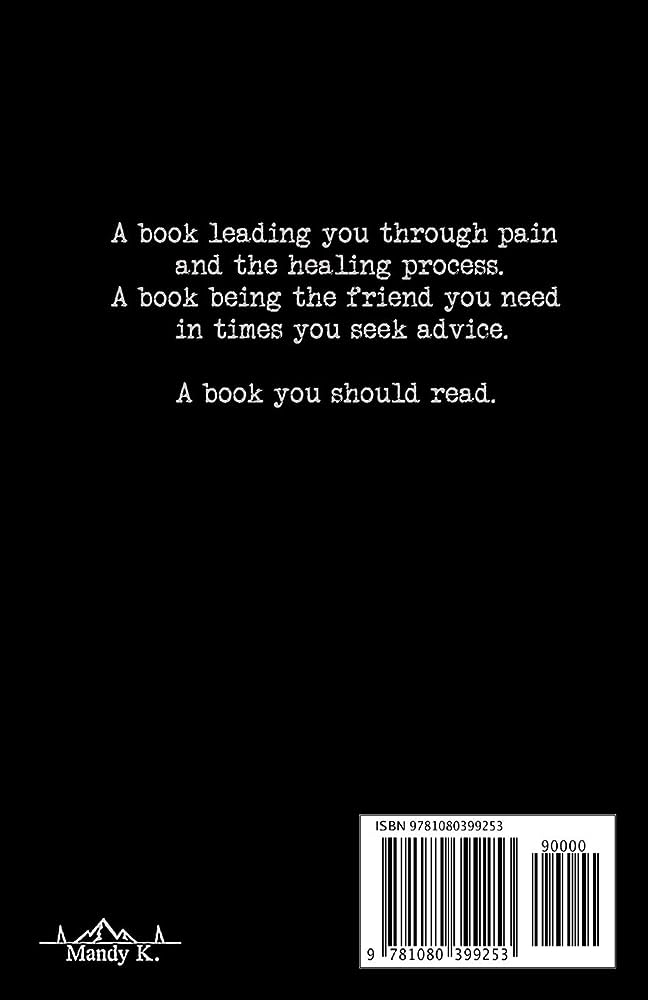 A book leading you through pain
and the healing process.
A book being the friend you need
in times you seek advice.
A book you should read.
ISBN 9781080399253
90000
9 781080 399253
Mandy K.